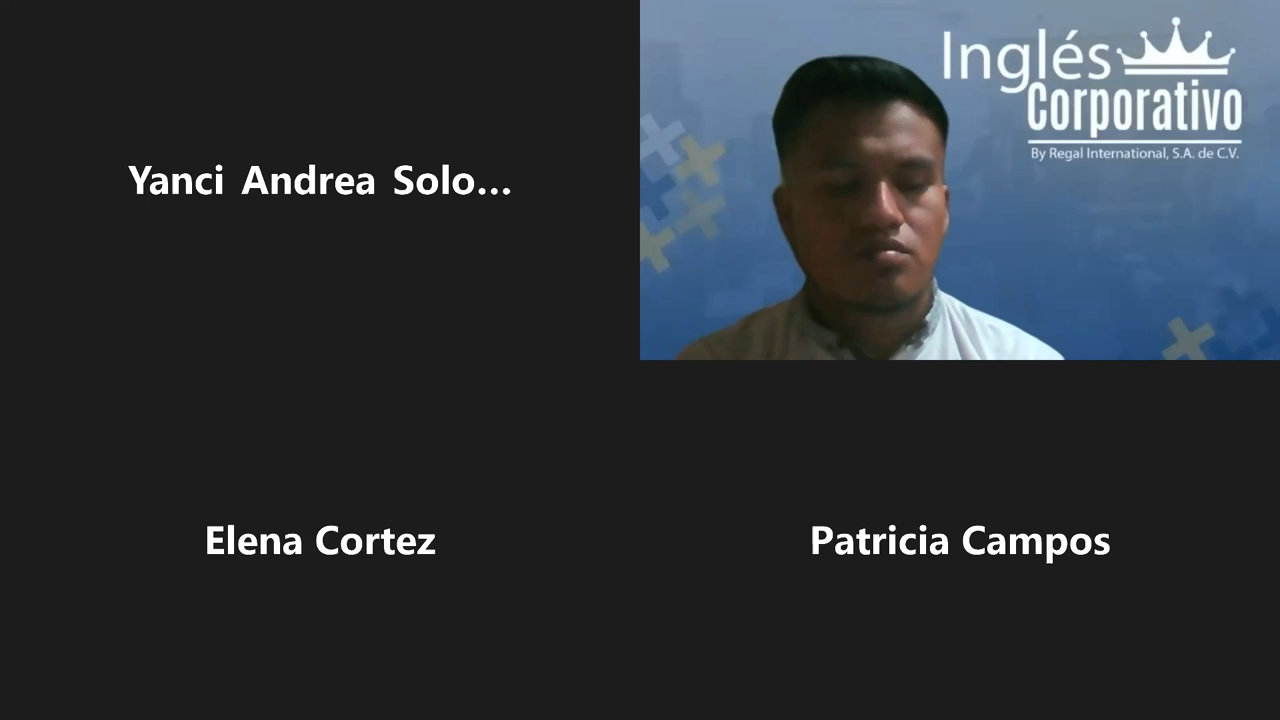 Yanci Andrea Solo...
Inglés
Corporativo
By Regal International, S.A. de C.V.
Elena Cortez
Patricia Campos